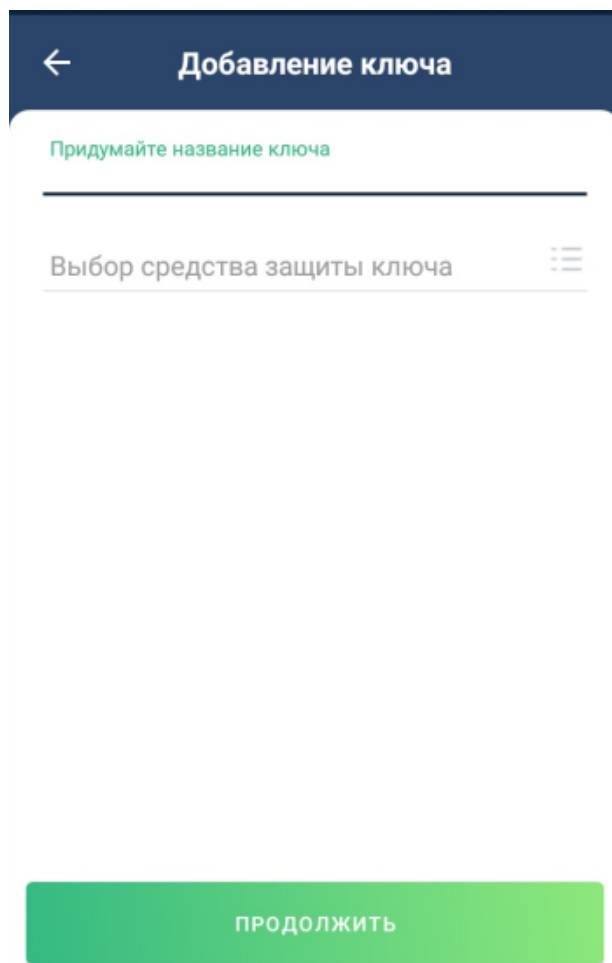 Добавление ключа
Придумайте название ключа
Выбор средства защиты ключа
ПРОДОЛЖИТЬ